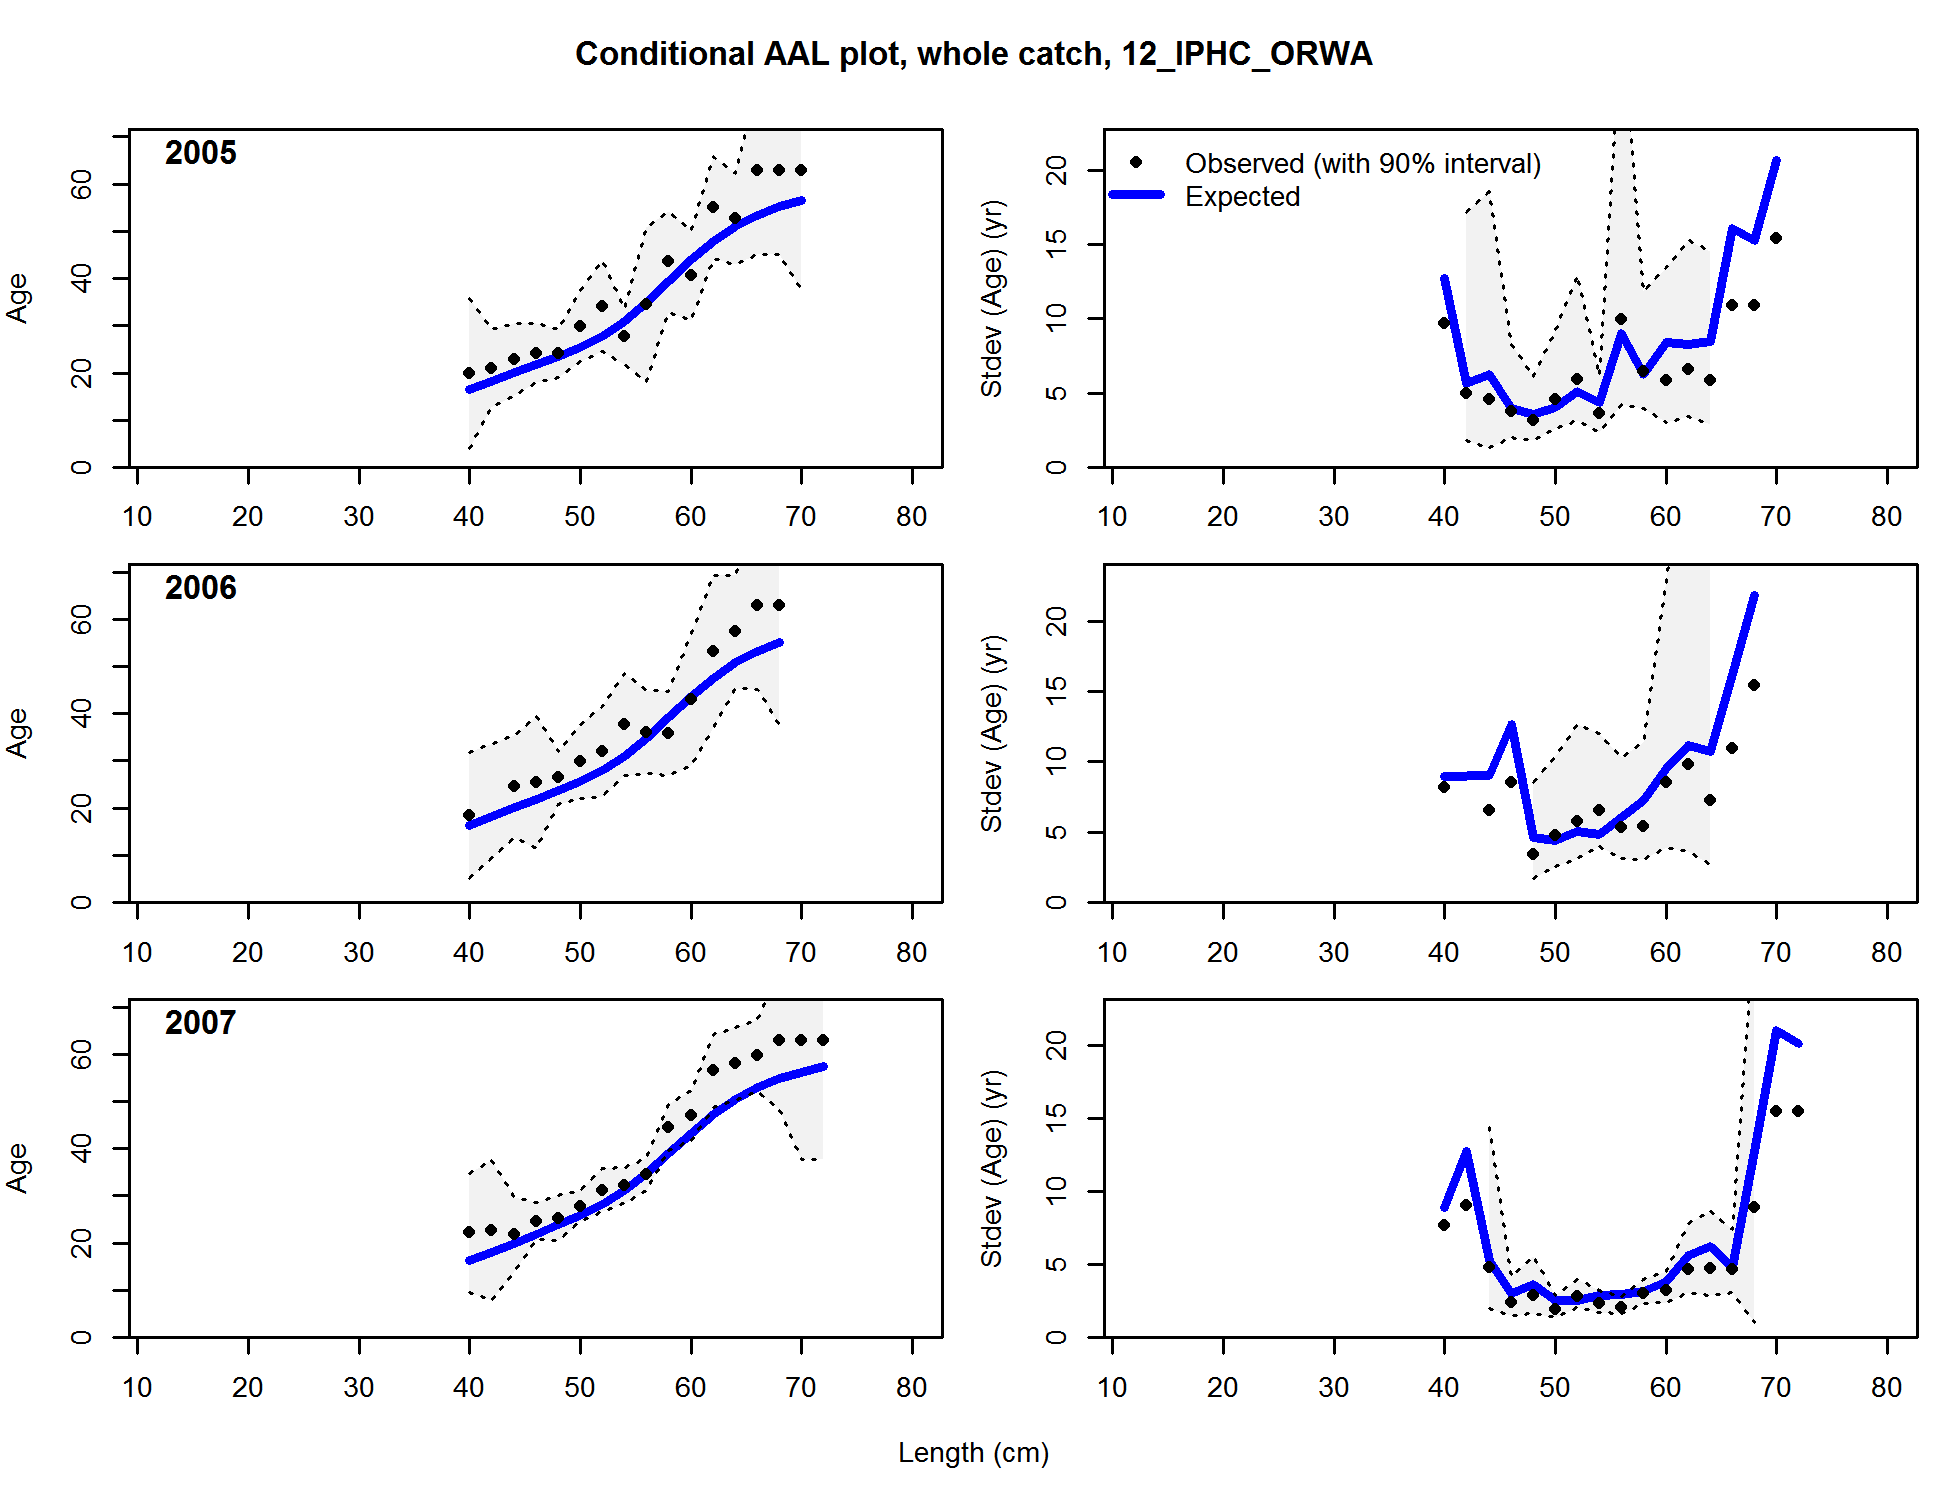 Conditional AAL plot, whole catch, 12_IPHC_ORWA
2005
Age
0 20 40 60
10 20 30 40 50 60 70 80
Observed (with 90% interval)
Expected
Stdev (Age) (yr)
0 5 10 15 20
10 20 30 40 50 60 70 80
2006
Age
0 20 40 60
10 20 30 40 50 60 70 80
Stdev (Age) (yr)
0 5 10 15 20
10 20 30 40 50 60 70 80
2007
Age
0 20 40 60
10 20 30 40 50 60 70 80
Stdev (Age) (yr)
0 5 10 15 20
10 20 30 40 50 60 70 80
Length (cm)